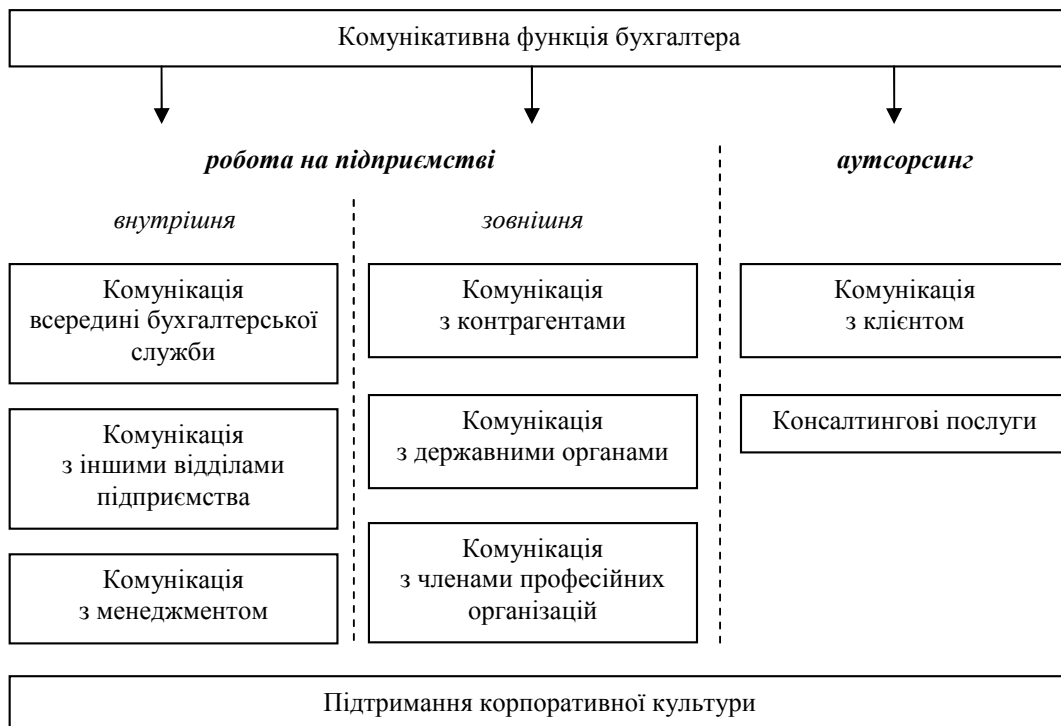 Комунікативна функція бухгалтера
робота на підприємстві
аутсорсинг
внутрішня
зовнішня
Комунікація
всередині бухгалтерської
служби
Комунікація
з іншими відділами
підприємства
Комунікація
з менеджментом
Комунікація
з контрагентами
Комунікація
з державними органами
Комунікація
з членами професійних
організацій
Комунікація
з клієнтом
Консалтингові послуги
Підтримання корпоративної культури